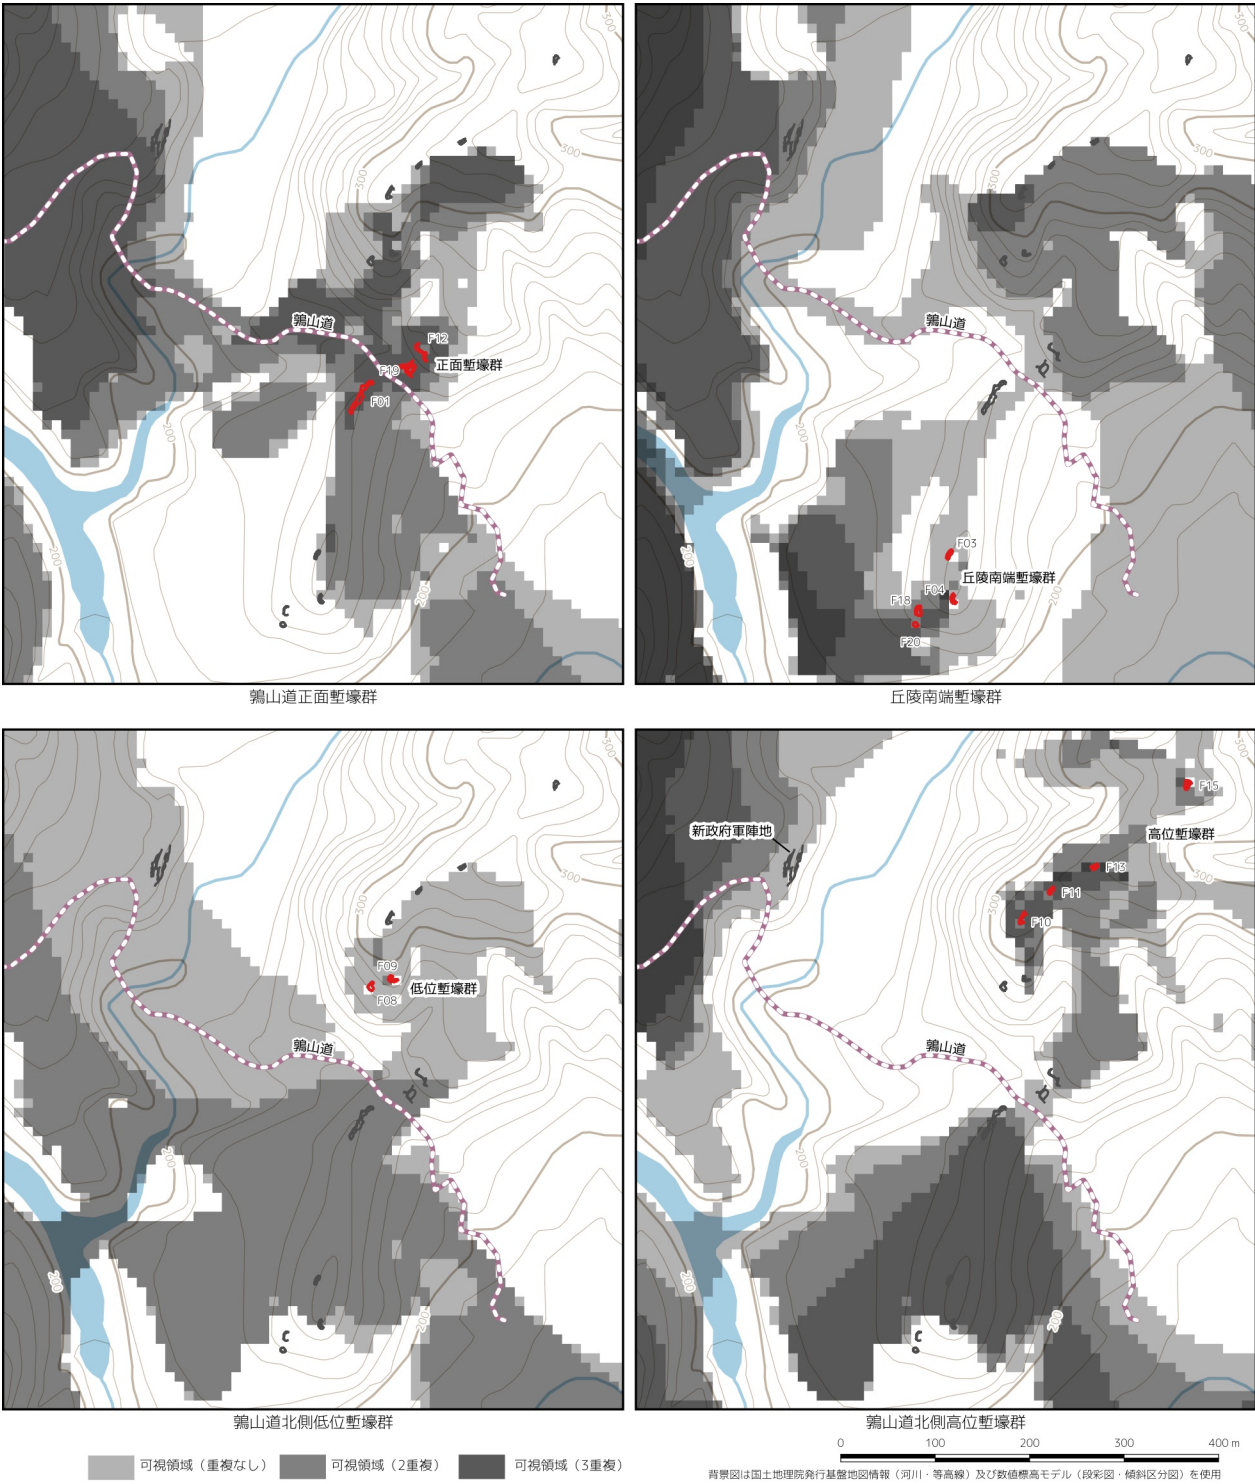 300
300
300
鶉山道
F12
F19
正面塹壕群
F01
200
200
200
鶉山道正面塹壕群
300
300
300
鶉山道
F03
丘陵南端塹壕群
F04
F18
F20
200
200
200
丘陵南端塹壕群
300
300
300
F09
低位塹壕群
F08
鶉山道
200
200
200
鶉山道北側低位塹壕群
300
F15
新政府軍陣地
高位塹壕群
F13
300
F11
300
F10
鶉山道
200
200
200
鶉山道北側高位塹壕群
可視領域（重複なし）
可視領域（2重複）
可視領域（3重複）
0 100 200 300 400 m
背景図は国土地理院発行基盤地図情報（河川・等高線）及び数値標高モデル（段彩図・傾斜区分図）を使用